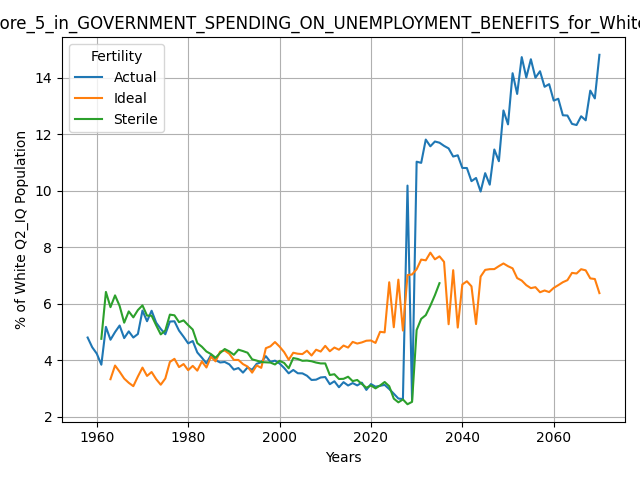 ore_5_in_GOVERNMENT_SPENDING_ON_UNEMPLOYMENT_BENEFITS_for_White
Fertility
Actual
Ideal
Sterile
14
12
10
8
6
4
2
% of White Q2_IQ Population
1960 1980 2000 2020 2040 2060
Years